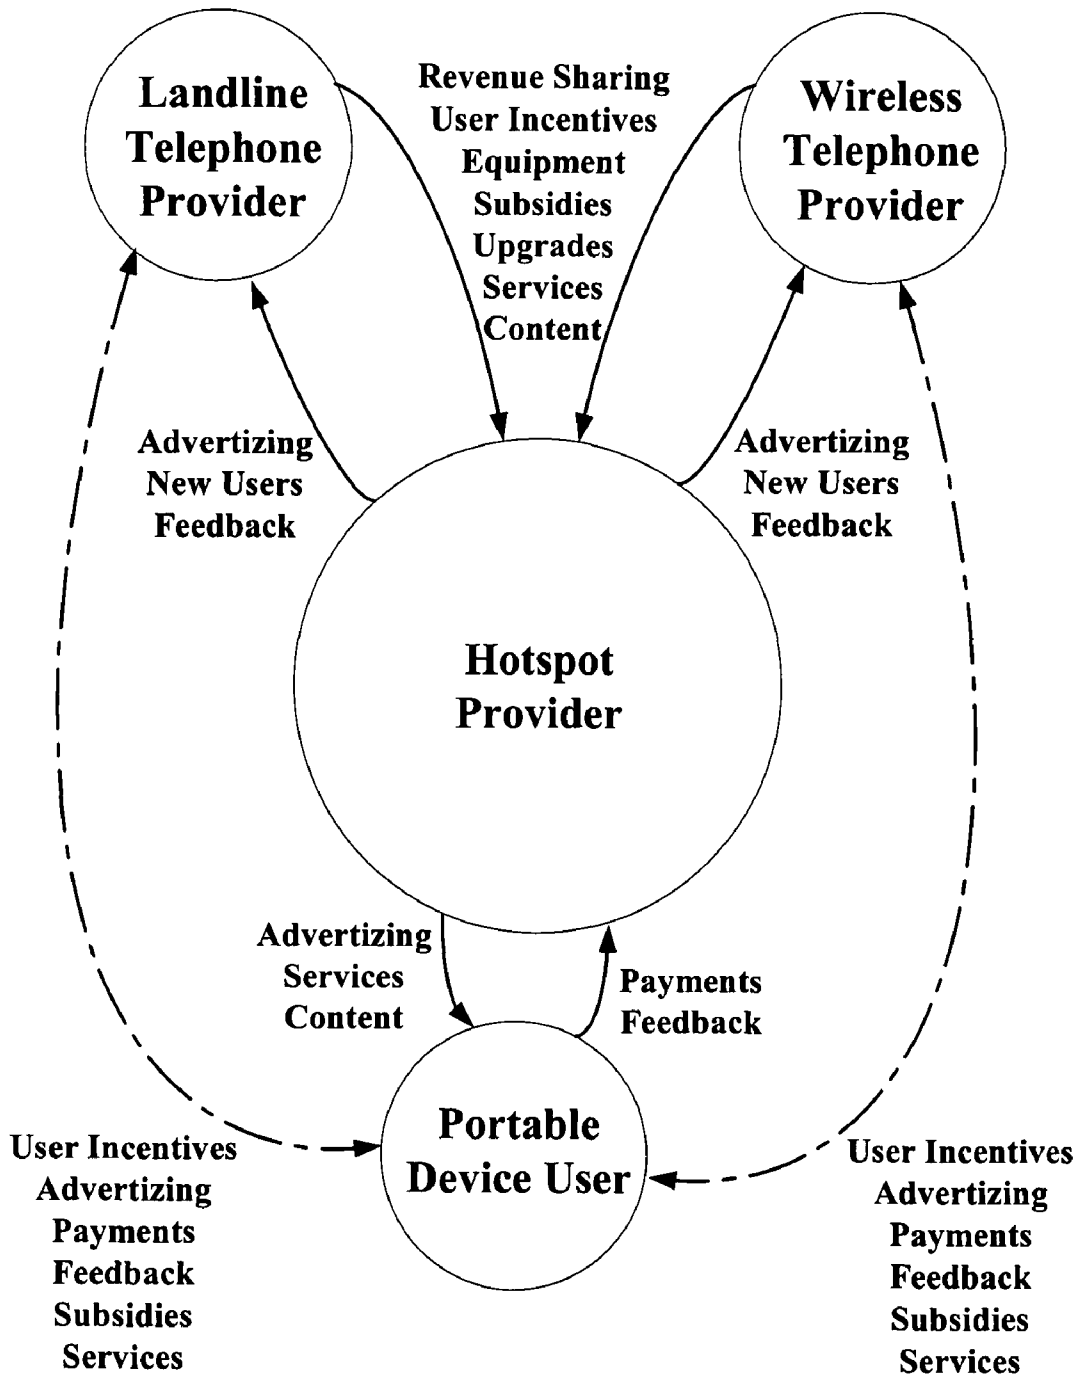 Landline
Telephone
Provider
Revenue Sharing
User Incentives
Equipment
Subsidies
Upgrades
Services
Content
Wireless
Telephone
Provider
Advertizing
New Users
Feedback
Advertizing
New Users
Feedback
Hotspot
Provider
Advertizing
Services
Content
Payments
Feedback
Portable
Device User
User Incentives
Advertizing
Payments
Feedback
Subsidies
Services
User Incentives
Advertizing
Payments
Feedback
Subsidies
Services